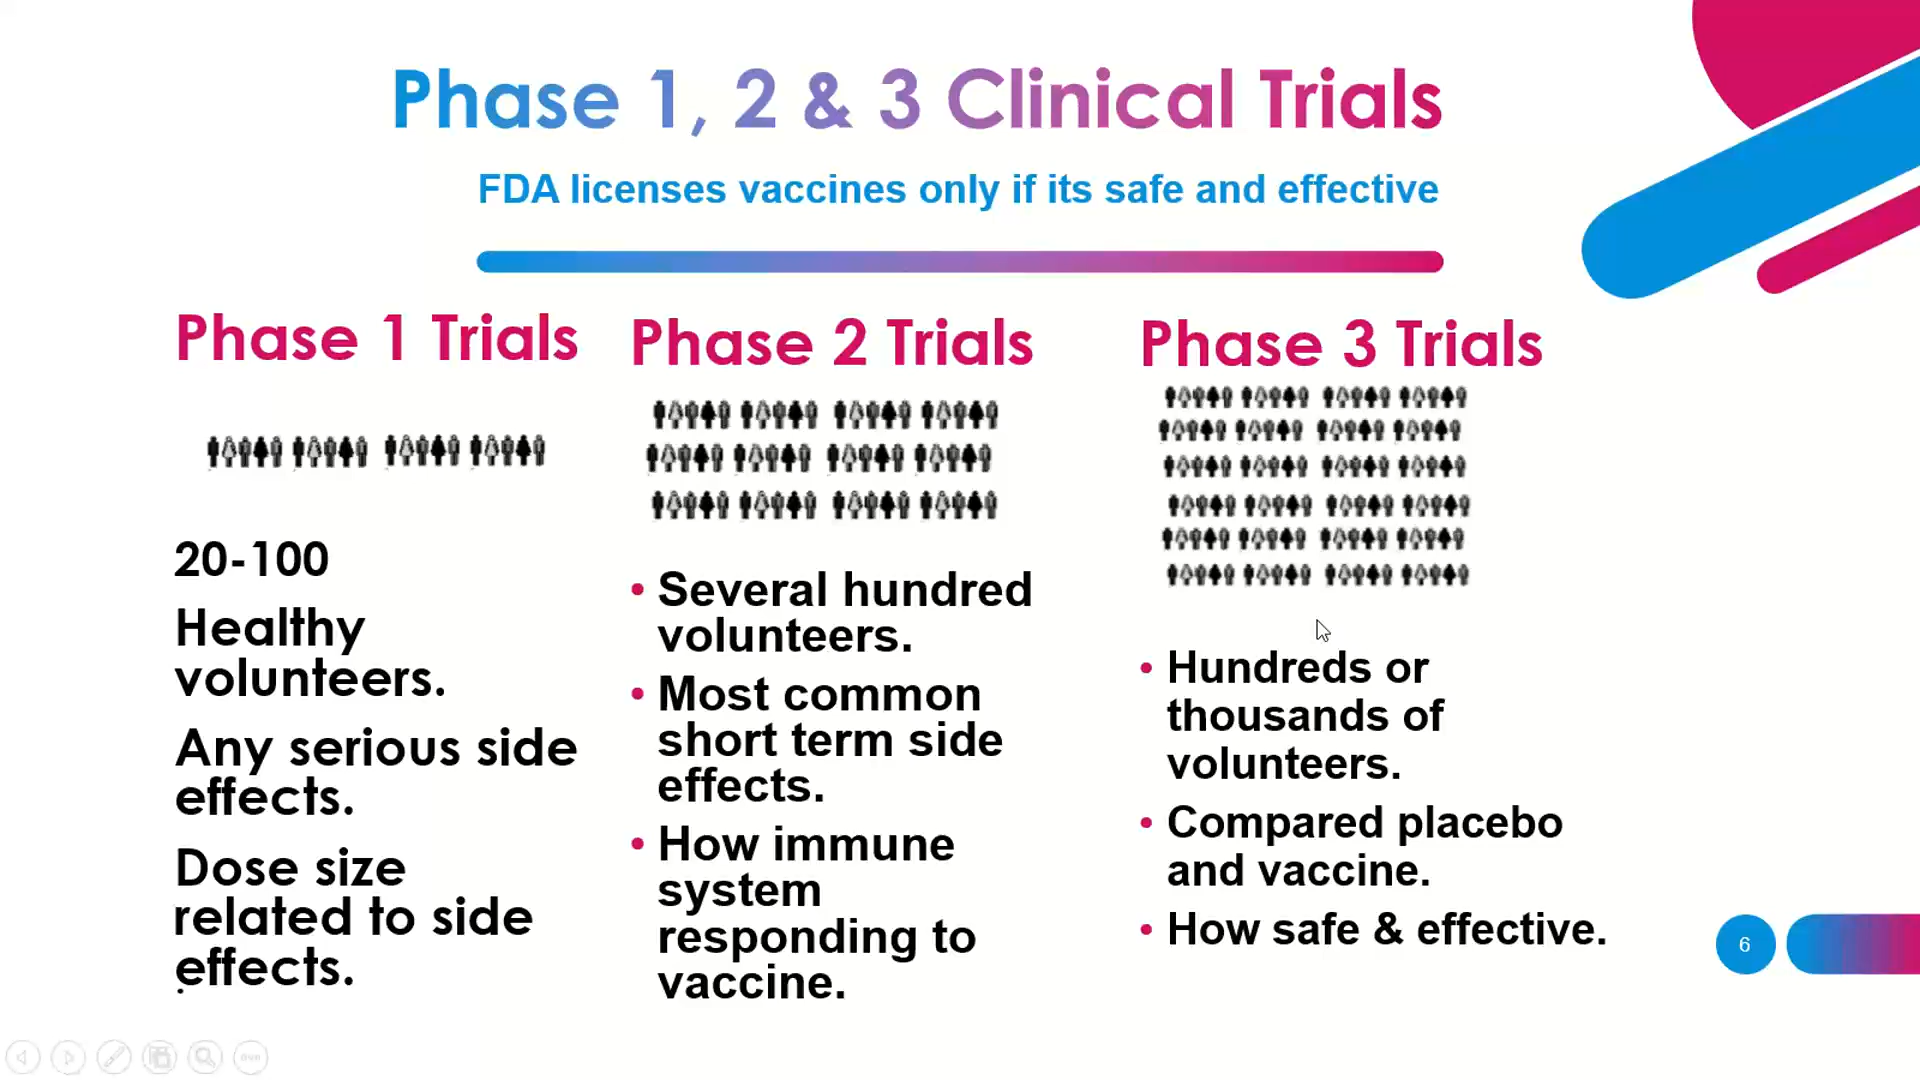 Phase 1, 2 & 3 Clinical Trials
FDA licenses vaccines only if its safe and effective
Phase 1 Trials
20-100
Healthy
volunteers.
Any serious side
effects.
Dose size
related to side
effects.
.
Phase 2 Trials
• Several hundred
volunteers.
• Most common
short term side
effects.
• How immune
system
responding to
vaccine.
Phase 3 Trials
• Hundreds or
thousands of
volunteers.
• Compared placebo
and vaccine.
• How safe & effective.
6